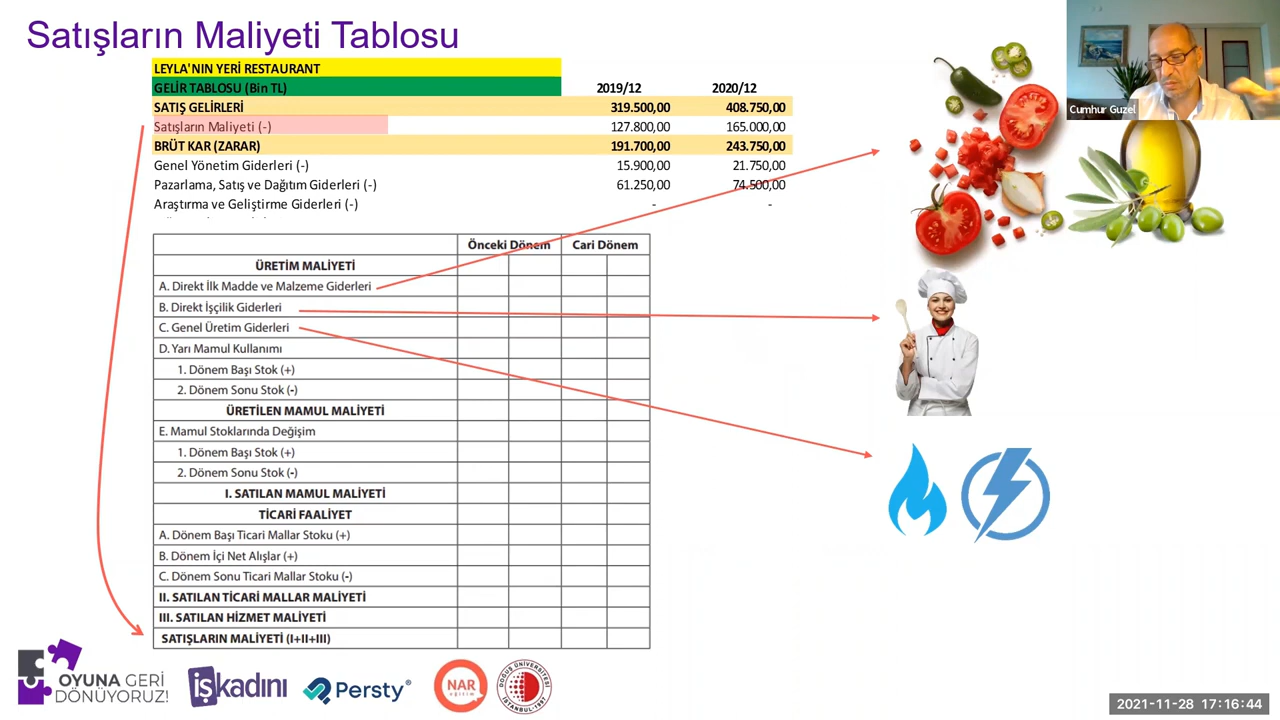 Satışların Maliyeti Tablosu
LEYLA'NIN YERİ RESTAURANT
GELİR TABLOSU (Bin TL) 2019/12 2020/12
SATIŞ GELİRLERİ 319.500,00 408.750,00
Satışların Maliyeti (-) 127.800,00 165.000,00
BRÜT KAR (ZARAR) 191.700,00 243.750,00
Genel Yönetim Giderleri (-) 15.900,00 21.750,00
Pazarlama, Satış ve Dağıtım Giderleri (-) 61.250,00 74.500,00
Araştırma ve Geliştirme Giderleri (-) - -
Önceki Dönem Cari Dönem
ÜRETİM MALİYETİ
A. Direkt İlk Madde ve Malzeme Giderleri
B. Direkt İşçilik Giderleri
C. Genel Üretim Giderleri
D. Yarı Mamul Kullanımı
1. Dönem Başı Stok (+)
2. Dönem Sonu Stok (-)
ÜRETİLEN MAMUL MALİYETİ
E. Mamul Stoklarında Değişim
1. Dönem Başı Stok (+)
2. Dönem Sonu Stok (-)
I. SATILAN MAMUL MALİYETİ
TİCARİ FAALİYET
A. Dönem Başı Ticari Mallar Stoku (+)
B. Dönem İçi Net Alışlar (+)
C. Dönem Sonu Ticari Mallar Stoku (-)
II. SATILAN TİCARİ MALLAR MALİYETİ
III. SATILAN HİZMET MALİYETİ
SATIŞLARIN MALİYETİ (I+II+III)
Cumhur Guzel
OYUNA GERİ
DÖNÜYORUZ!
işkadını
Persty
NAR
eğitim
DOĞUŞ ÜNİVERSİTESİ
İSTANBUL-1997
2021-11-28 17:16:44